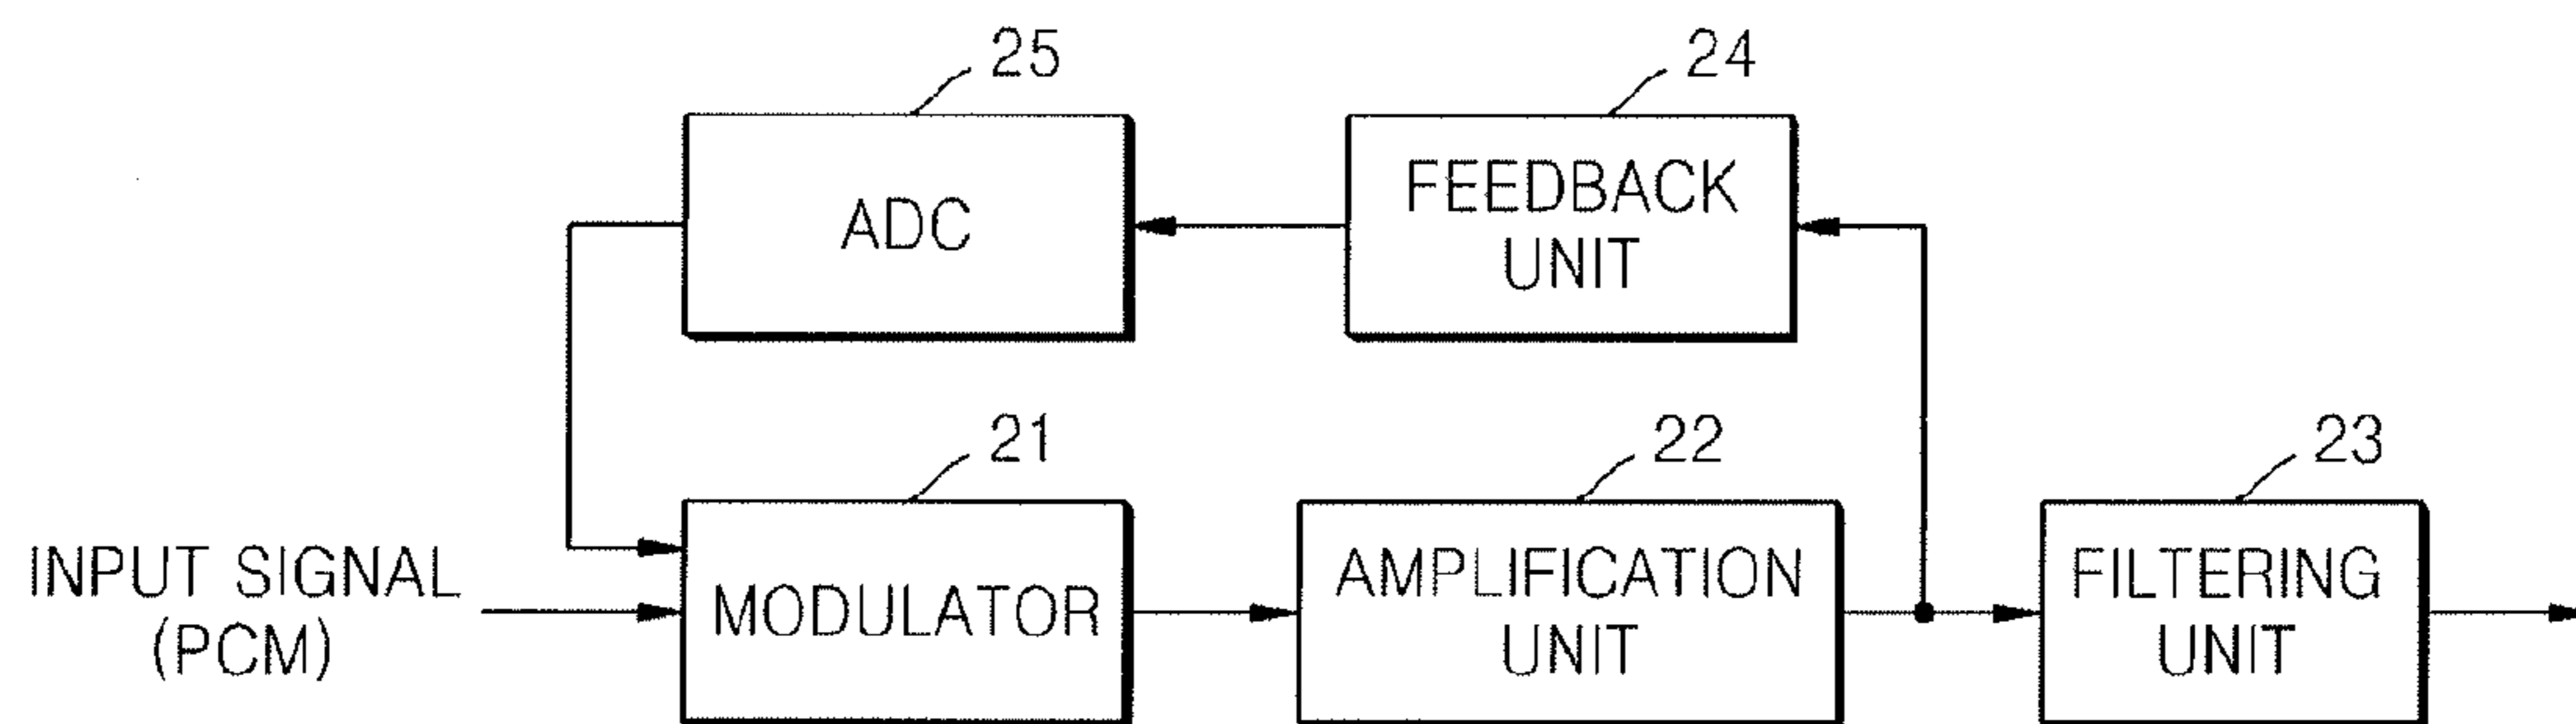 25
24
ADC
FEEDBACK
UNIT
21
22
23
INPUT SIGNAL
(PCM)
MODULATOR
AMPLIFICATION
UNIT
FILTERING
UNIT